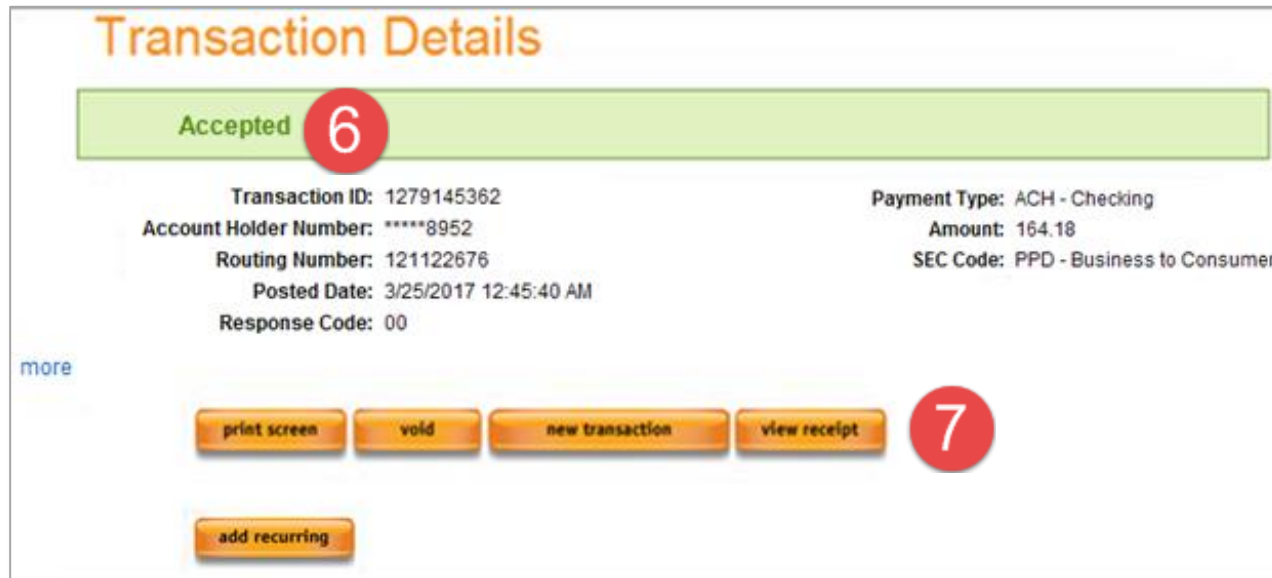 Transaction Details
Accepted 6
Transaction ID: 1279145362
Account Holder Number: *****8952
Routing Number: 121122676
Posted Date: 3/25/2017 12:45:40 AM
Response Code: 00
Payment Type: ACH - Checking
Amount: 164.18
SEC Code: PPD - Business to Consumer
more
print screen void new transaction view receipt 7
add recurring